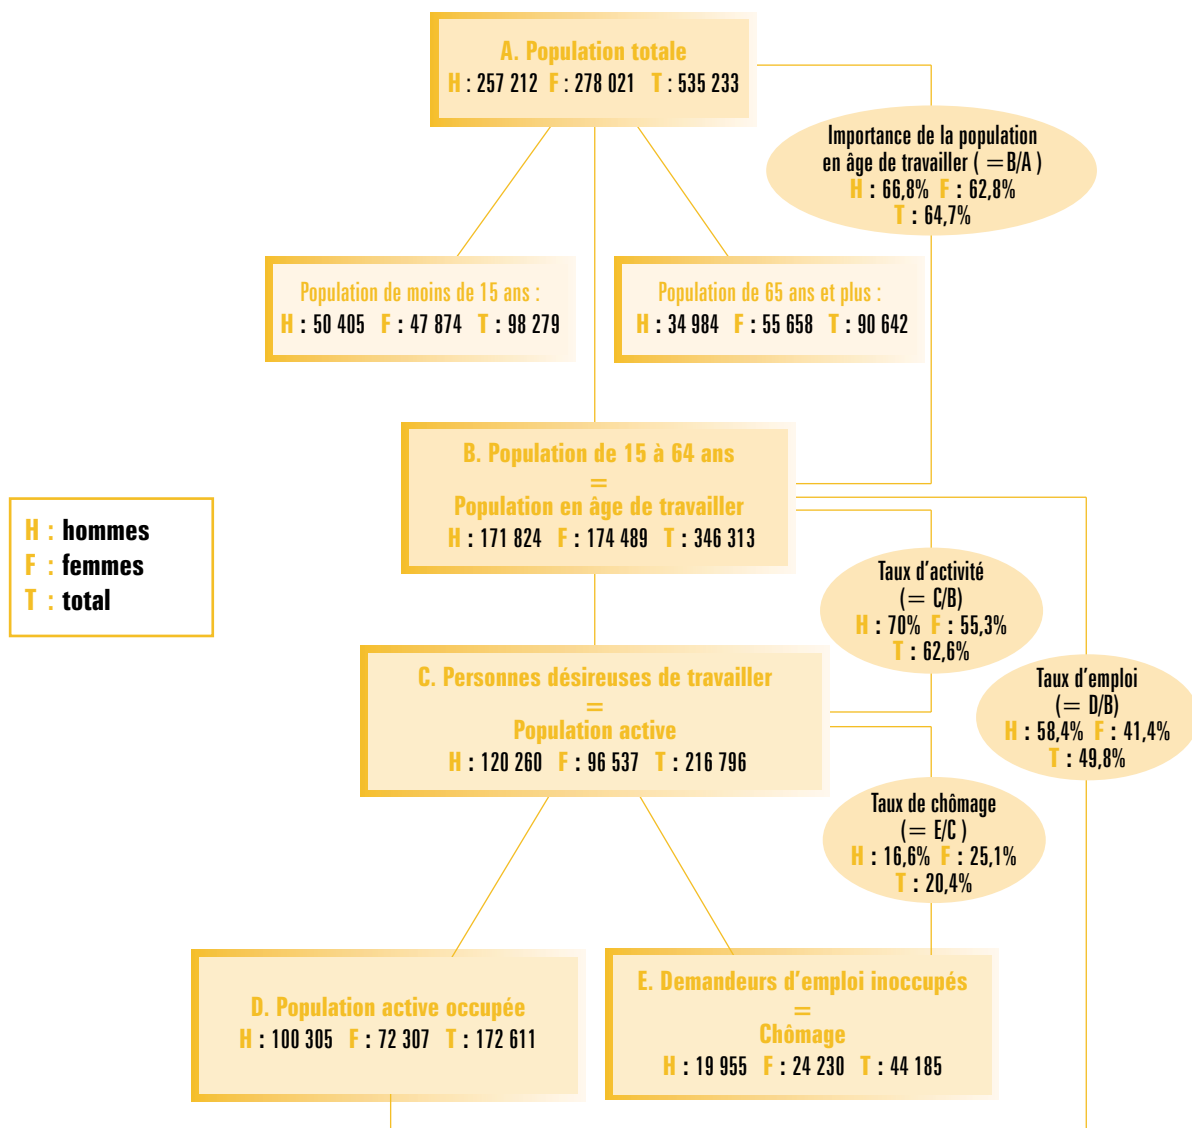 A. Population totale
H : 257 212 F : 278 021 T : 535 233
Importance de la population
en âge de travailler ( =B/A )
H : 66,8% F : 62,8%
T : 64,7%
Population de moins de 15 ans :
H : 50 405 F : 47 874 T : 98 279
Population de 65 ans et plus :
H : 34 984 F : 55 658 T : 90 642
B. Population de 15 à 64 ans
=
Population en âge de travailler
H : 171 824 F : 174 489 T : 346 313
H : hommes
F : femmes
T : total
Taux d'activité
(= C/B)
H : 70% F : 55,3%
T : 62,6%
C. Personnes désireuses de travailler
=
Population active
H : 120 260 F : 96 537 T : 216 796
Taux d'emploi
(= D/B)
H : 58,4% F : 41,4%
T : 49,8%
Taux de chômage
(= E/C )
H : 16,6% F : 25,1%
T : 20,4%
D. Population active occupée
H : 100 305 F : 72 307 T : 172 611
E. Demandeurs d'emploi inoccupés
=
Chômage
H : 19 955 F : 24 230 T : 44 185